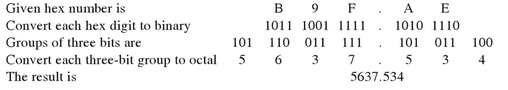 Given hex number is B 9 F . A E
Convert each hex digit to binary 1011 1001 1111 . 1010 1110
Groups of three bits are 101 110 011 111 . 101 011 100
Convert each three-bit group to octal 5 6 3 7 . 5 3 4
The result is 5637.534